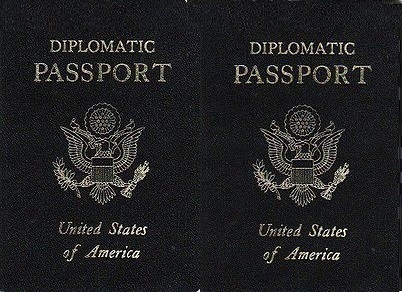 DIPLOMATIC
PASSPORT
United States
of America
DIPLOMATIC
PASSPORT
United States
of America